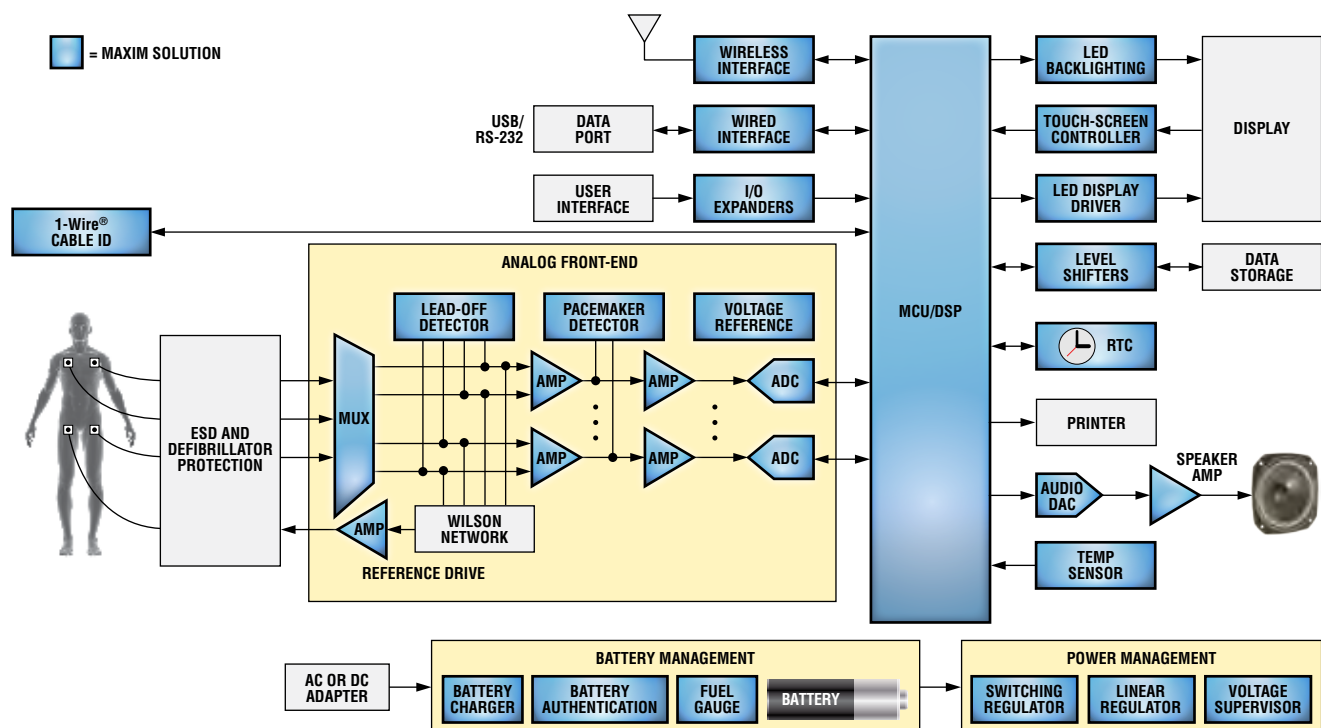 = MAXIM SOLUTION
WIRELESS
INTERFACE
USB/
RS-232
DATA
PORT
WIRED
INTERFACE
USER
INTERFACE
I/O
EXPANDERS
1-Wire®
CABLE ID
MCU/DSP
LED
BACKLIGHTING
TOUCH-SCREEN
CONTROLLER
LED DISPLAY
DRIVER
DISPLAY
LEVEL
SHIFTERS
DATA
STORAGE
RTC
PRINTER
AUDIO
DAC
SPEAKER
AMP
TEMP
SENSOR
ANALOG FRONT-END
LEAD-OFF
DETECTOR
PACEMAKER
DETECTOR
VOLTAGE
REFERENCE
ESD AND
DEFIBRILLATOR
PROTECTION
MUX
AMP
AMP
ADC
AMP
AMP
ADC
AMP
WILSON
NETWORK
REFERENCE DRIVE
AC OR DC
ADAPTER
BATTERY MANAGEMENT
BATTERY
CHARGER
BATTERY
AUTHENTICATION
FUEL
GAUGE
BATTERY
POWER MANAGEMENT
SWITCHING
REGULATOR
LINEAR
REGULATOR
VOLTAGE
SUPERVISOR